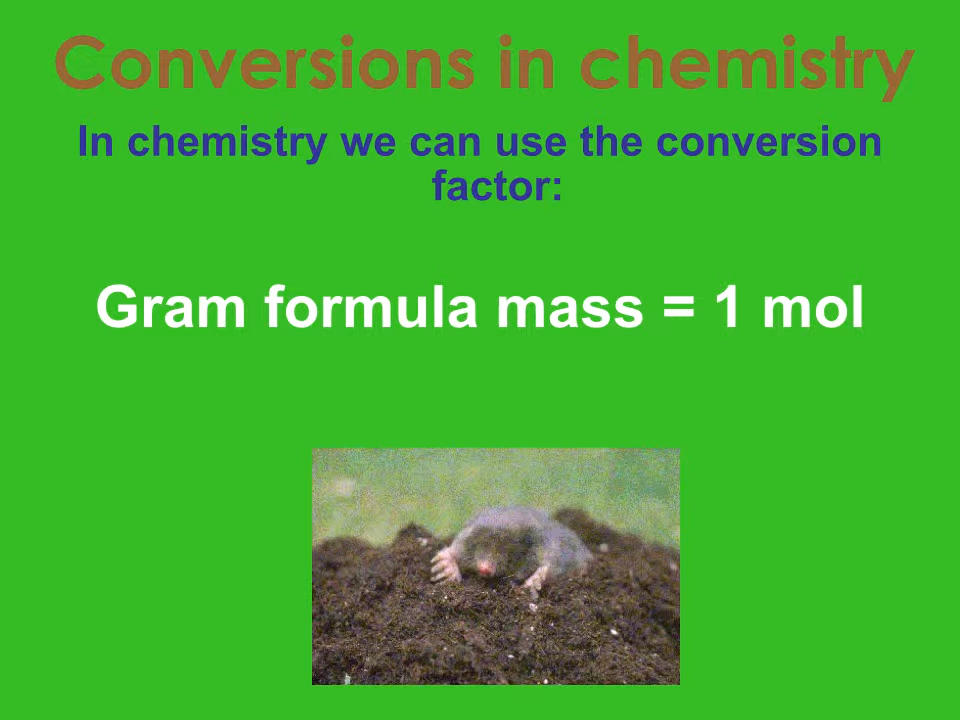 Conversions in chemistry
In chemistry we can use the conversion
factor:
Gram formula mass = 1 mol